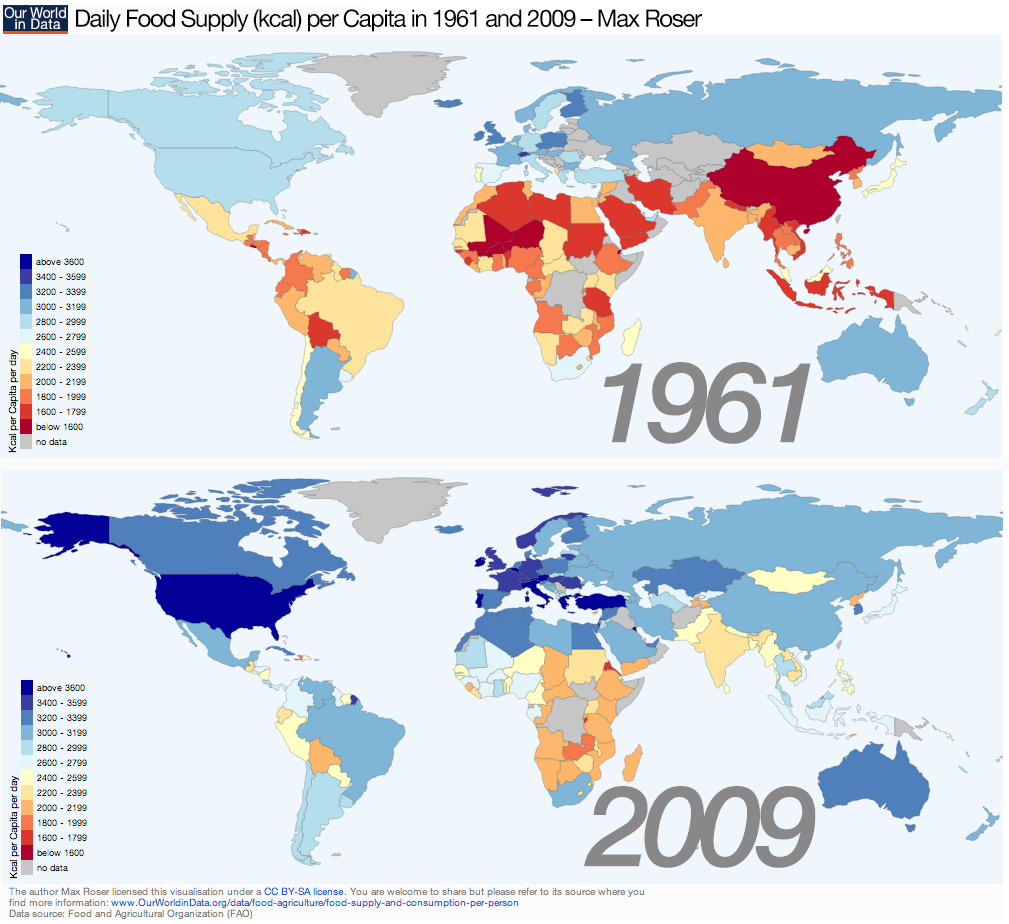 Our World
in Data
Daily Food Supply (kcal) per Capita in 1961 and 2009 – Max Roser
Kcal per Capita per day
above 3600
3400 - 3599
3200 - 3399
3000 - 3199
2800 - 2999
2600 - 2799
2400 - 2599
2200 - 2399
2000 - 2199
1800 - 1999
1600 - 1799
below 1600
no data
1961
Kcal per Capita per day
above 3600
3400 - 3599
3200 - 3399
3000 - 3199
2800 - 2999
2600 - 2799
2400 - 2599
2200 - 2399
2000 - 2199
1800 - 1999
1600 - 1799
below 1600
no data
2009
The author Max Roser licensed this visualisation under a CC BY-SA license. You are welcome to share but please refer to its source where you
find more information: www.OurWorldinData.org/data/food-agriculture/food-supply-and-consumption-per-person
Data source: Food and Agricultural Organization (FAO)